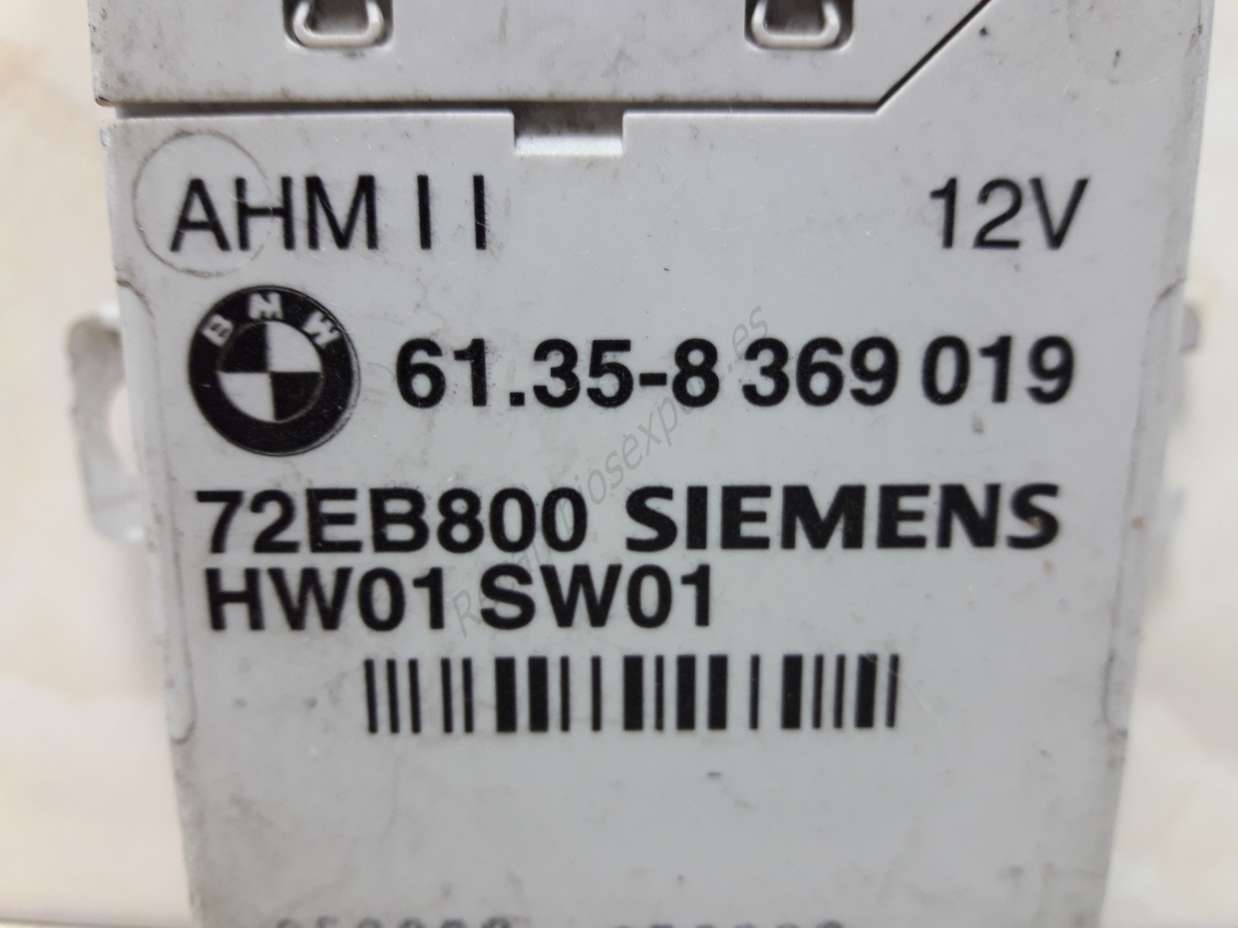 AHM I I 12V
BMW 61.35-8 369 019
72EB800 SIEMENS
HW01 SW01